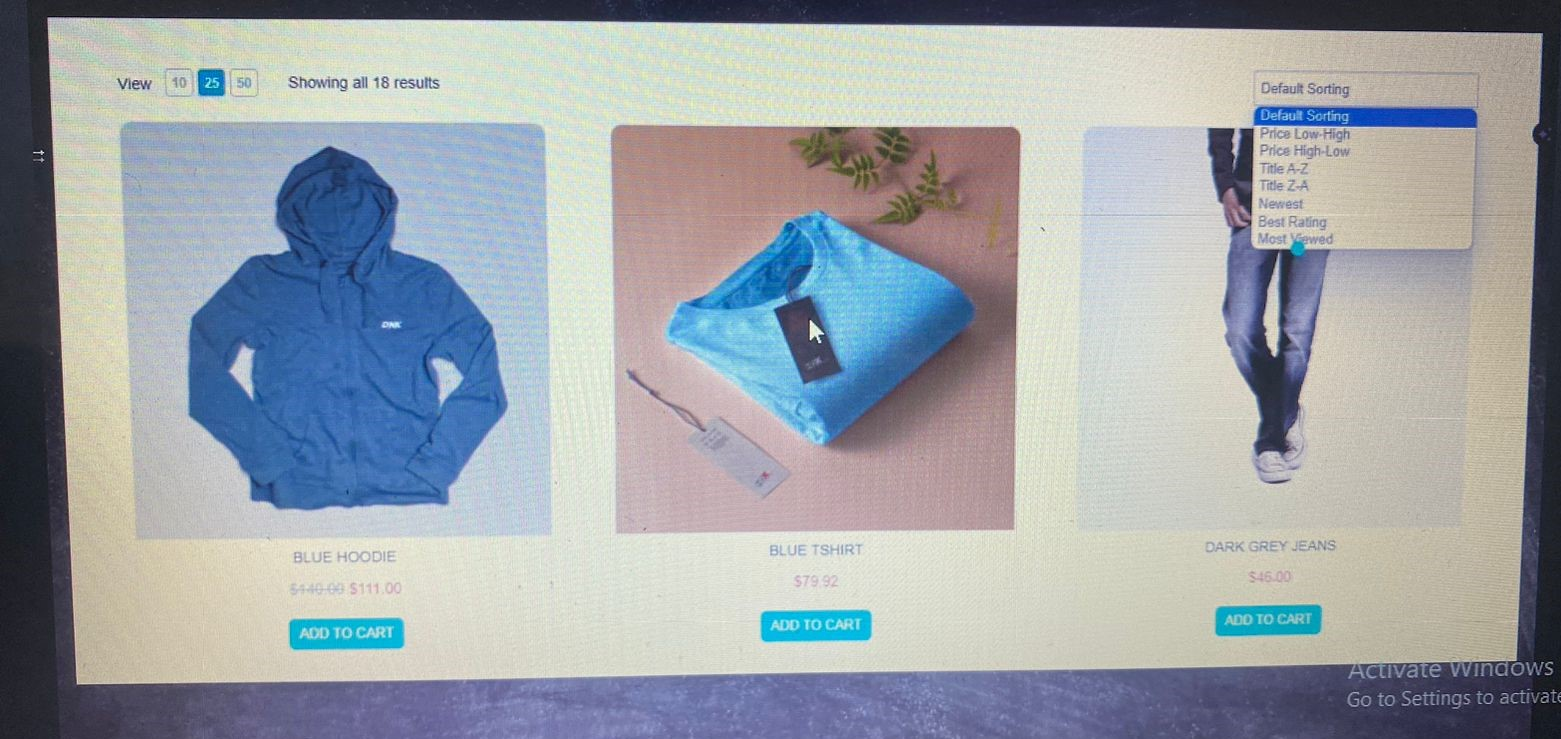 View 10 25 50 Showing all 18 results
Default Sorting
Default Sorting
Price Low-High
Price High-Low
Title A-Z
Title Z-A
Newest
Best Rating
Most Viewed
DNK
BLUE HOODIE
$140.00 $111.00
ADD TO CART
BLUE TSHIRT
$79.92
ADD TO CART
DARK GREY JEANS
$46.00
ADD TO CART
Activate Windows
Go to Settings to activate